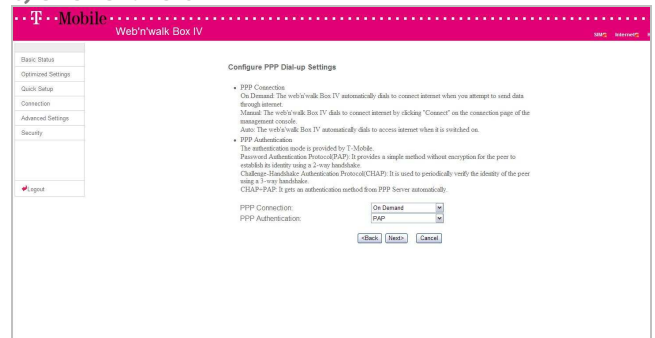 T Mobile
Web'n'walk Box IV
SIM
Internet
Basic Status
Optimized Settings
Quick Setup
Connection
Advanced Settings
Security
Logout
Configure PPP Dial-up Settings
• PPP Connection
On Demand: The web'n'walk Box IV automatically dials to connect internet when you attempt to send data
through internet.
Manual: The web'n'walk Box IV dials to connect internet by clicking "Connect" on the connection page of the
management console.
Auto: The web'n'walk Box IV automatically dials to access internet when it is switched on.
• PPP Authentication
The authentication mode is provided by T-Mobile.
Password Authentication Protocol(PAP): It provides a simple method without encryption for the peer to
establish its identity using a 2-way handshake.
Challenge-Handshake Authentication Protocol(CHAP): It is used to periodically verify the identity of the peer
using a 3-way handshake.
CHAP+PAP: It gets an authentication method from PPP Server automatically.
PPP Connection: On Demand
PPP Authentication: PAP
<Back Next> Cancel